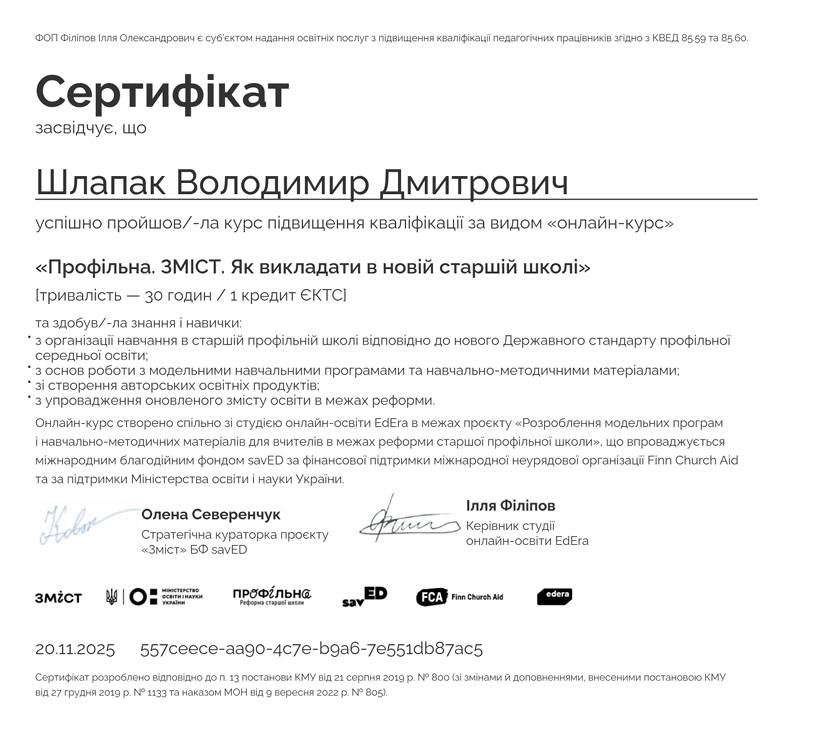 ФОП Філіпов Ілля Олександрович є суб'єктом надання освітніх послуг з підвищення кваліфікації педагогічних працівників згідно з КВЕД 85.59 та 85.60.
Сертифікат
засвідчує, що
Шлапак Володимир Дмитрович
успішно пройшов/-ла курс підвищення кваліфікації за видом «онлайн-курс»
«Профільна. ЗМІСТ. Як викладати в новій старшій школі»
[тривалість — 30 годин / 1 кредит ЄКТС]
та здобув/-ла знання і навички:
• з організації навчання в старшій профільній школі відповідно до нового Державного стандарту профільної
середньої освіти;
• з основ роботи з модельними навчальними програмами та навчально-методичними матеріалами;
• зі створення авторських освітніх продуктів;
• з упровадження оновленого змісту освіти в межах реформи.
Онлайн-курс створено спільно зі студією онлайн-освіти EdEra в межах проєкту «Розроблення модельних програм
і навчально-методичних матеріалів для вчителів в межах реформи старшої профільної школи», що впроваджується
міжнародним благодійним фондом savED за фінансової підтримки міжнародної неурядової організації Finn Church Aid
та за підтримки Міністерства освіти і науки України.
Олена Северенчук
Стратегічна кураторка проєкту
«Зміст» БФ savED
Ілля Філіпов
Керівник студії
онлайн-освіти EdEra
ЗМІСТ
МІНІСТЕРСТВО
ОСВІТИ І НАУКИ
УКРАЇНИ
ПРОФІЛЬНА
Реформа старшої школи
savED
FCA Finn Church Aid
edera
20.11.2025 557ceece-aa90-4c7e-b9a6-7e551db87ac5
Сертифікат розроблено відповідно до п. 13 постанови КМУ від 21 серпня 2019 р. № 800 (зі змінами й доповненнями, внесеними постановою КМУ
від 27 грудня 2019 р. № 1133 та наказом МОН від 9 вересня 2022 р. № 805).